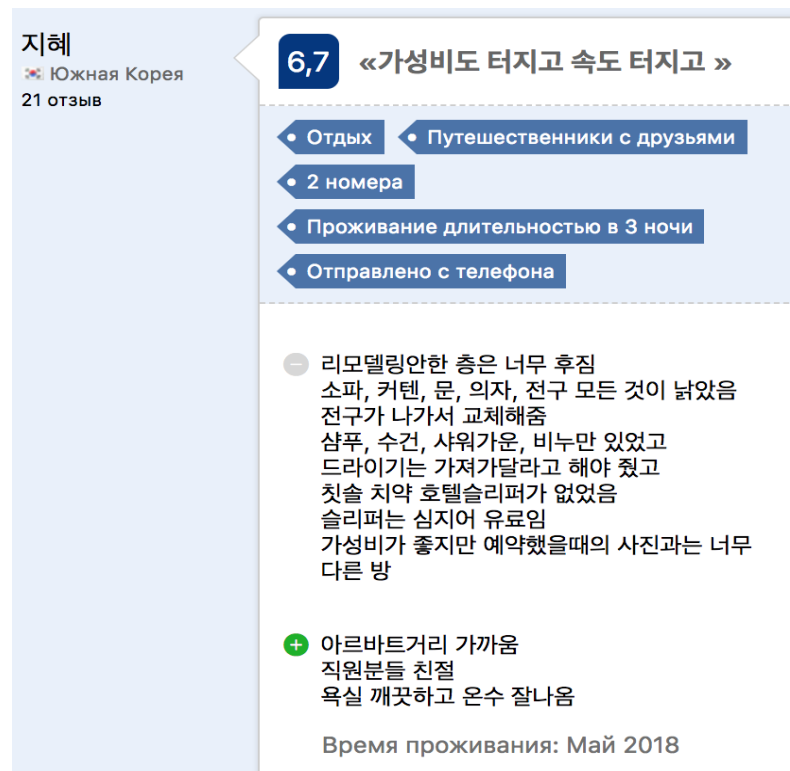 지혜
Южная Корея
21 отзыв
6,7
«가성비도 터지고 속도 터지고 »
Отдых
Путешественники с друзьями
2 номера
Проживание длительностью в 3 ночи
Отправлено с телефона
리모델링안한 층은 너무 후짐
소파, 커텐, 문, 의자, 전구 모든 것이 낡았음
전구가 나가서 교체해줌
샴푸, 수건, 샤워가운, 비누만 있었고
드라이기는 가져가달라고 해야 줬고
칫솔 치약 호텔슬리퍼가 없었음
슬리퍼는 심지어 유료임
가성비가 좋지만 예약했을때의 사진과는 너무
다른 방
아르바트거리 가까움
직원분들 친절
욕실 깨끗하고 온수 잘나옴
Время проживания: Май 2018